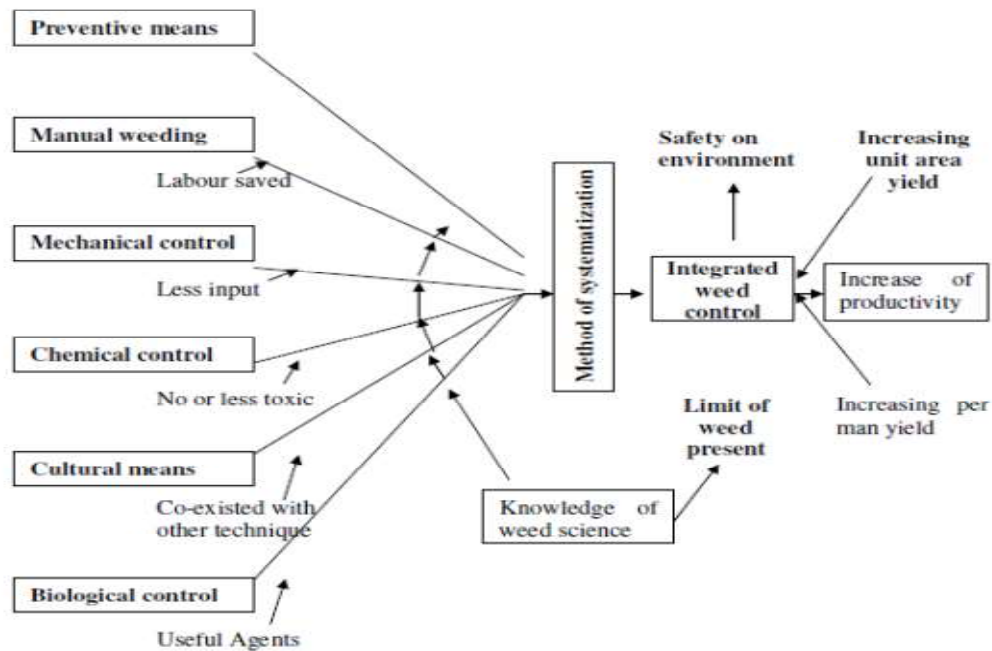 Preventive means
Manual weeding
Labour saved
Mechanical control
Less input
Chemical control
No or less toxic
Cultural means
Co-existed with
other technique
Biological control
Useful Agents
Method of systematization
Safety on
environment
Integrated
weed
control
Increasing
unit area
yield
Increase of
productivity
Increasing per
man yield
Limit of
weed
present
Knowledge of
weed science